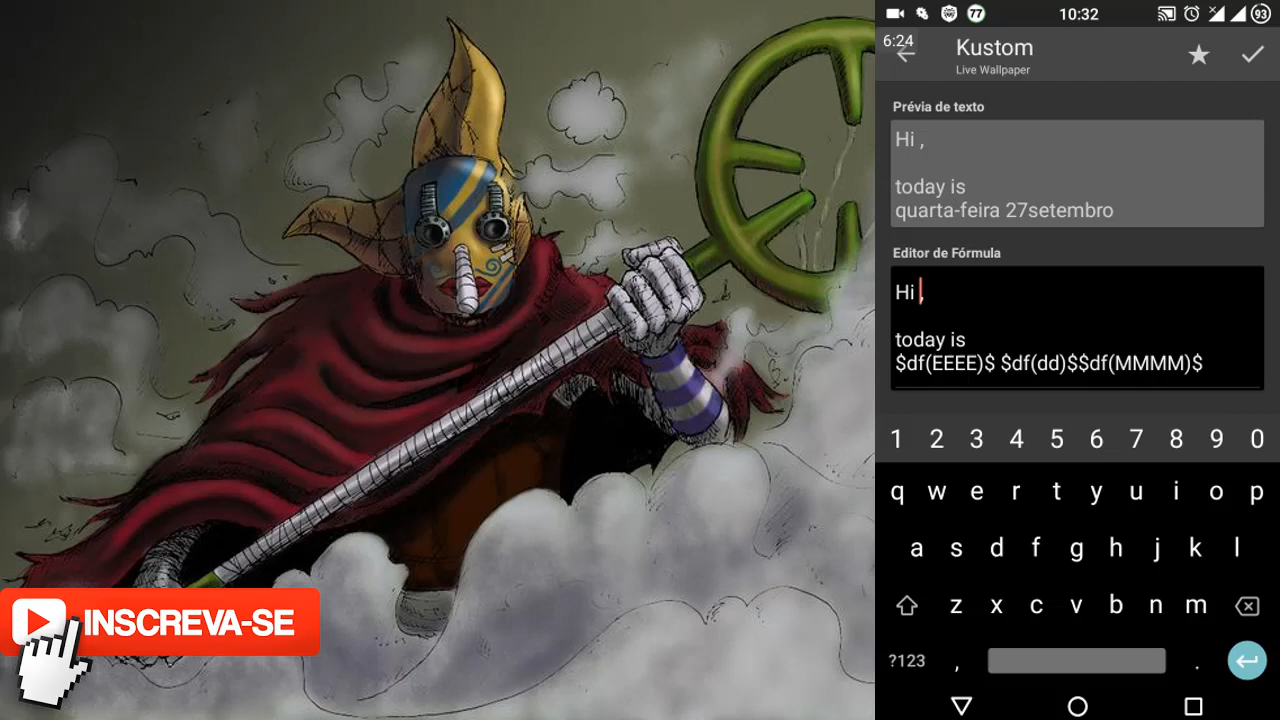 INSCREVA-SE
77
10:32
93
6:24
Kustom
Live Wallpaper
Prévia de texto
Hi ,
today is
quarta-feira 27setembro
Editor de Fórmula
Hi ,
today is
$df(EEEE)$ $df(dd)$$df(MMMM)$
1 2 3 4 5 6 7 8 9 0
q w e r t y u i o p
a s d f g h j k l
z x c v b n m
?123 , .